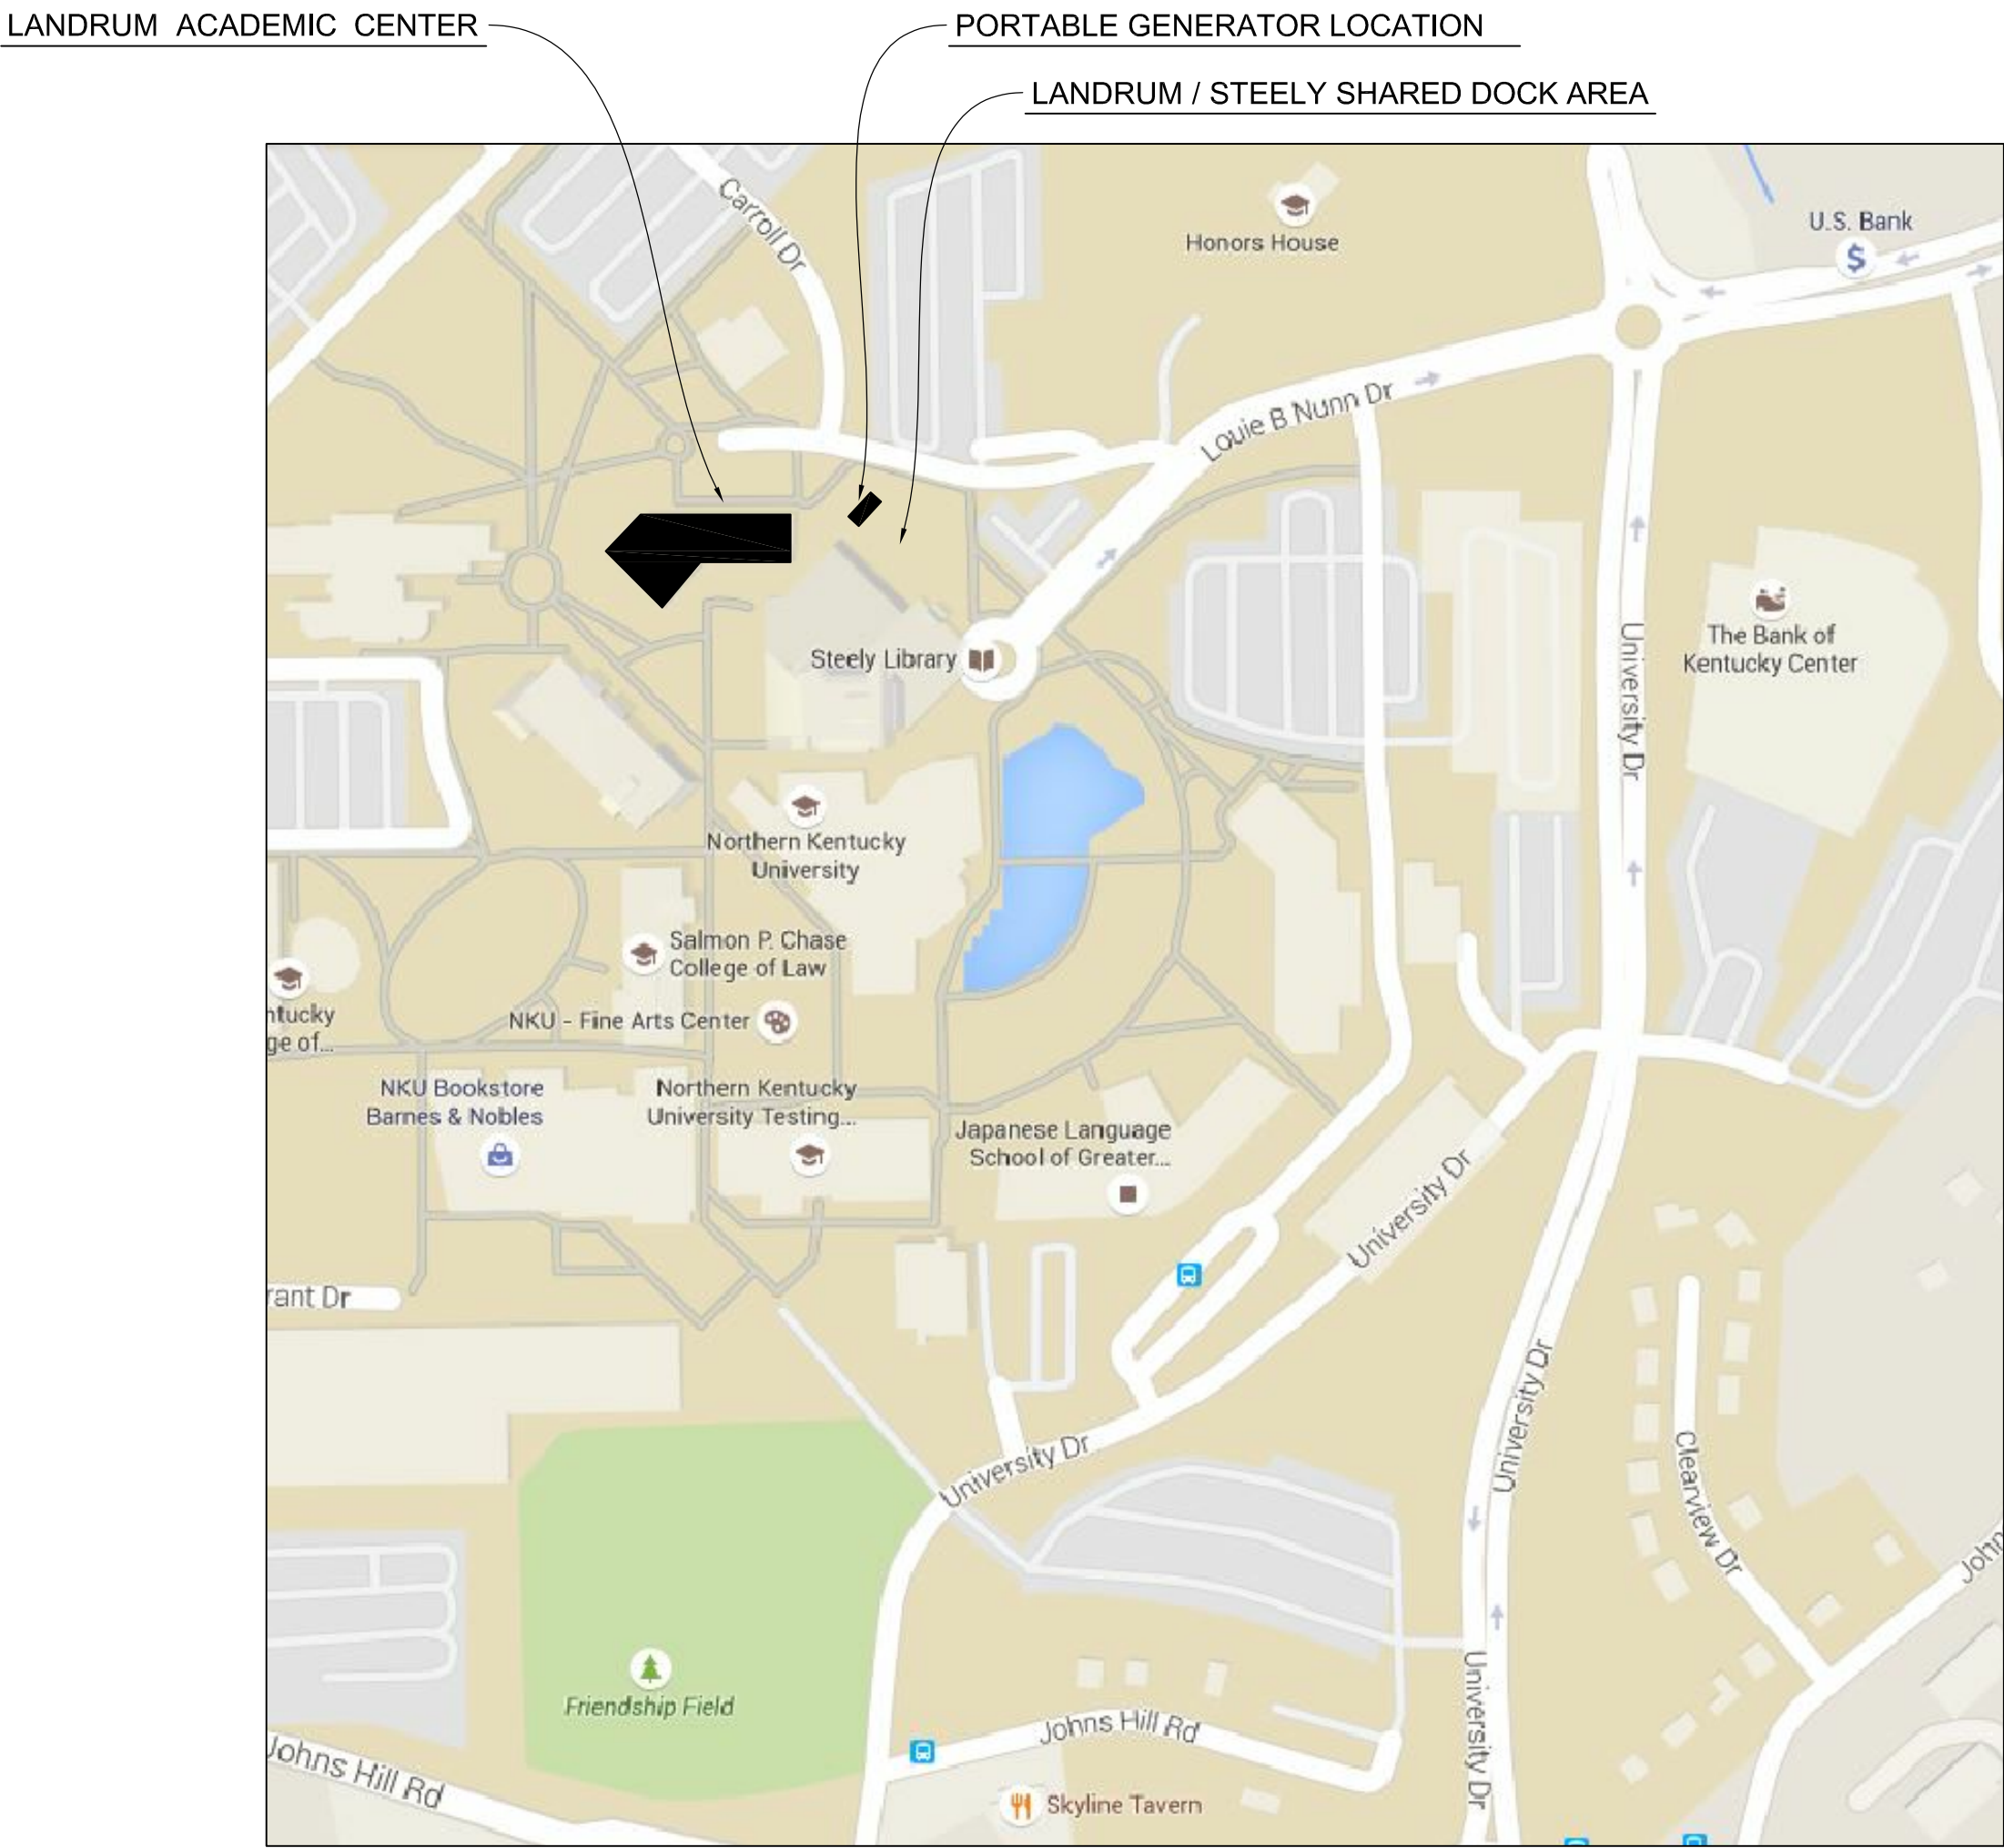 LANDRUM ACADEMIC CENTER
PORTABLE GENERATOR LOCATION
LANDRUM / STEELY SHARED DOCK AREA
Carroll Dr
Honors House
U.S. Bank
$
Louie B Nunn Dr
Steely Library
University Dr
The Bank of
Kentucky Center
Northern Kentucky
University
Salmon P. Chase
College of Law
NKU - Fine Arts Center
ntucky
ge of...
NKU Bookstore
Barnes & Nobles
Northern Kentucky
University Testing...
Japanese Language
School of Greater...
University Dr
rant Dr
University Dr
University Dr
Clearview Dr
John
Friendship Field
Johns Hill Rd
University Dr
Johns Hill Rd
Skyline Tavern